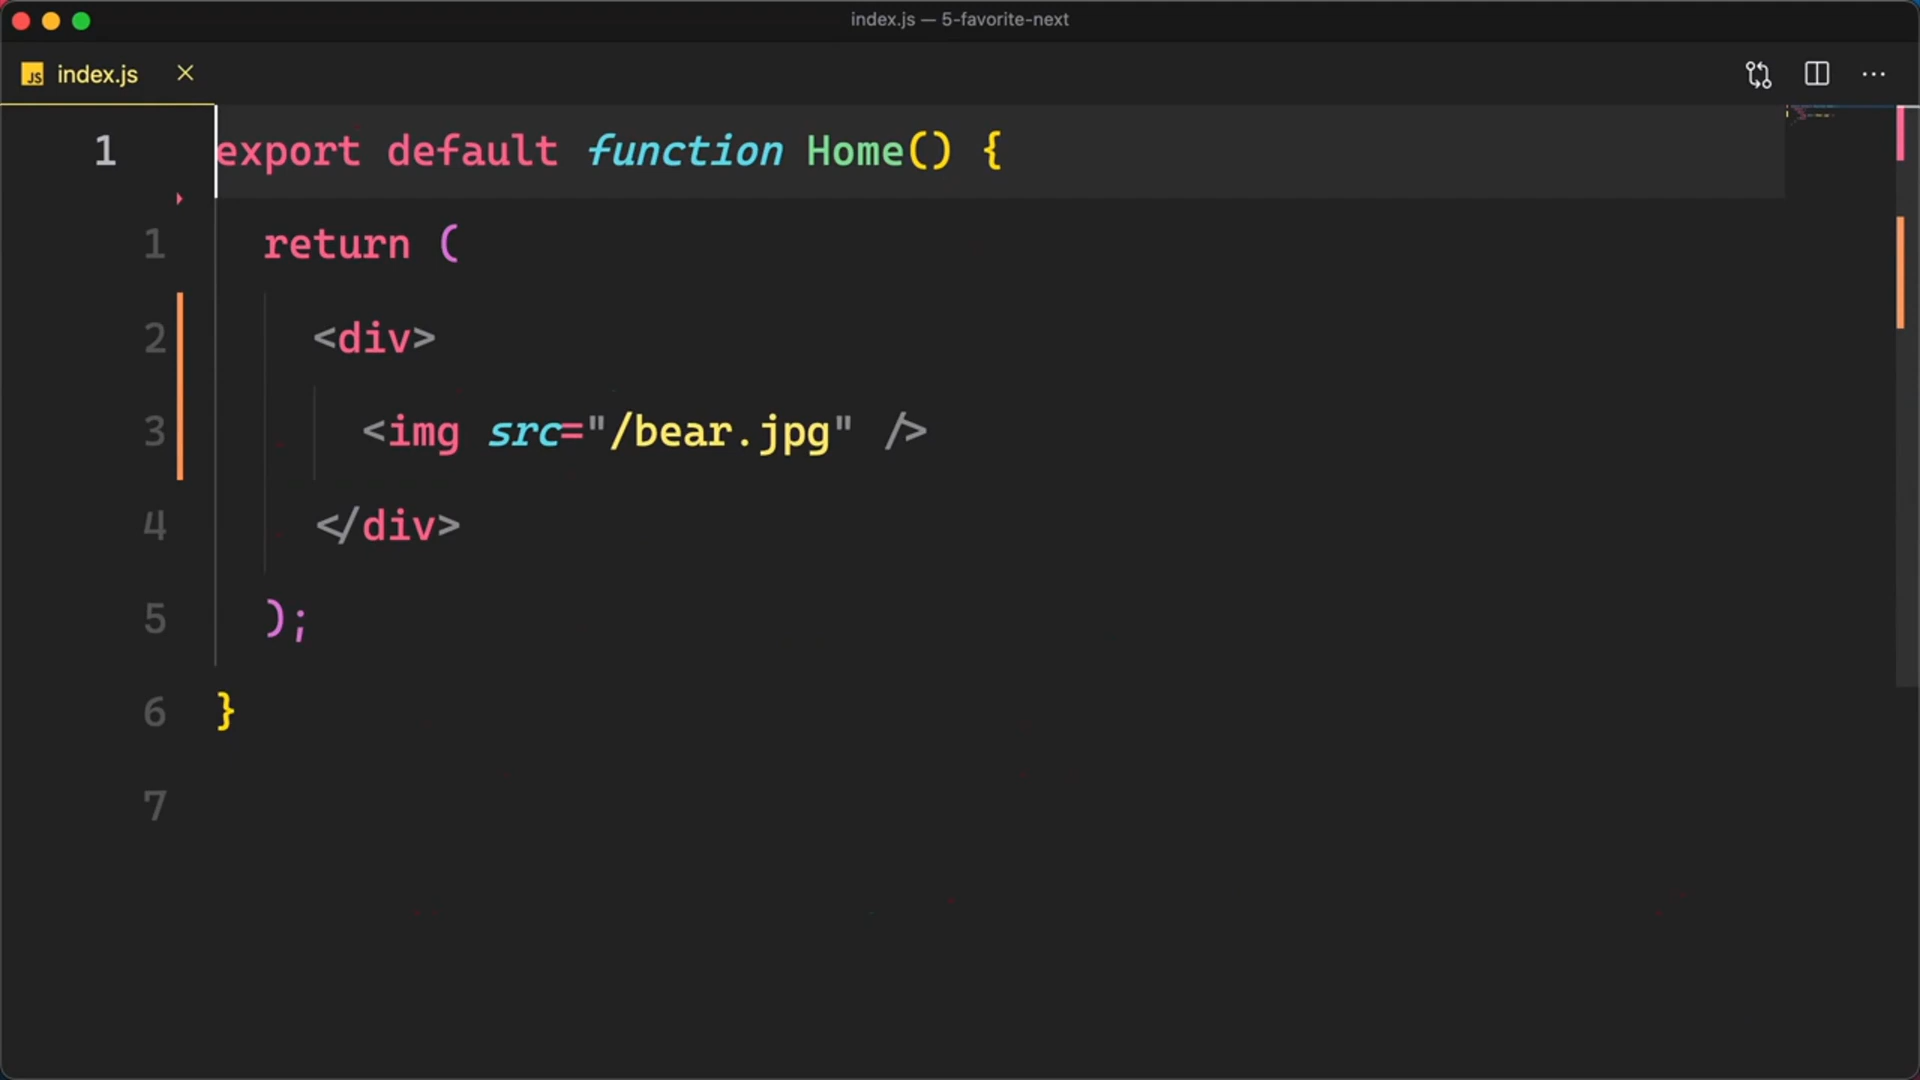 index.js — 5-favorite-next
JS index.js
1 export default function Home() {
1 return (
2 <div>
3 <img src="/bear.jpg" />
4 </div>
5 );
6 }
7